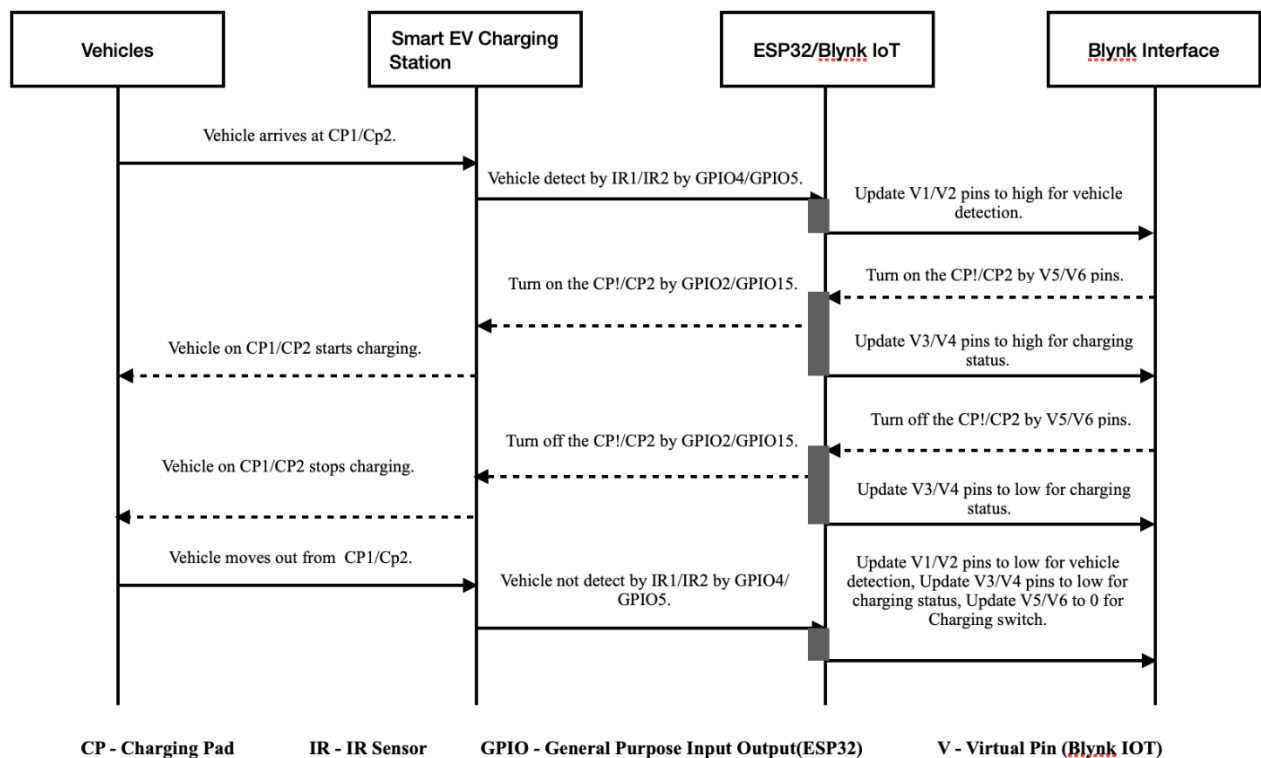 Vehicles
Smart EV Charging
Station
ESP32/Blynk IoT
Blynk Interface
Vehicle arrives at CP1/Cp2.
Vehicle detect by IR1/IR2 by GPIO4/GPIO5.
Update V1/V2 pins to high for vehicle
detection.
Turn on the CP!/CP2 by V5/V6 pins.
Turn on the CP!/CP2 by GPIO2/GPIO15.
Update V3/V4 pins to high for charging
status.
Vehicle on CP1/CP2 starts charging.
Turn off the CP!/CP2 by V5/V6 pins.
Turn off the CP!/CP2 by GPIO2/GPIO15.
Vehicle on CP1/CP2 stops charging.
Update V3/V4 pins to low for charging
status.
Vehicle moves out from CP1/Cp2.
Vehicle not detect by IR1/IR2 by GPIO4/
GPIO5.
Update V1/V2 pins to low for vehicle
detection, Update V3/V4 pins to low for
charging status, Update V5/V6 to 0 for
Charging switch.
CP - Charging Pad
IR - IR Sensor
GPIO - General Purpose Input Output(ESP32)
V - Virtual Pin (Blynk IOT)